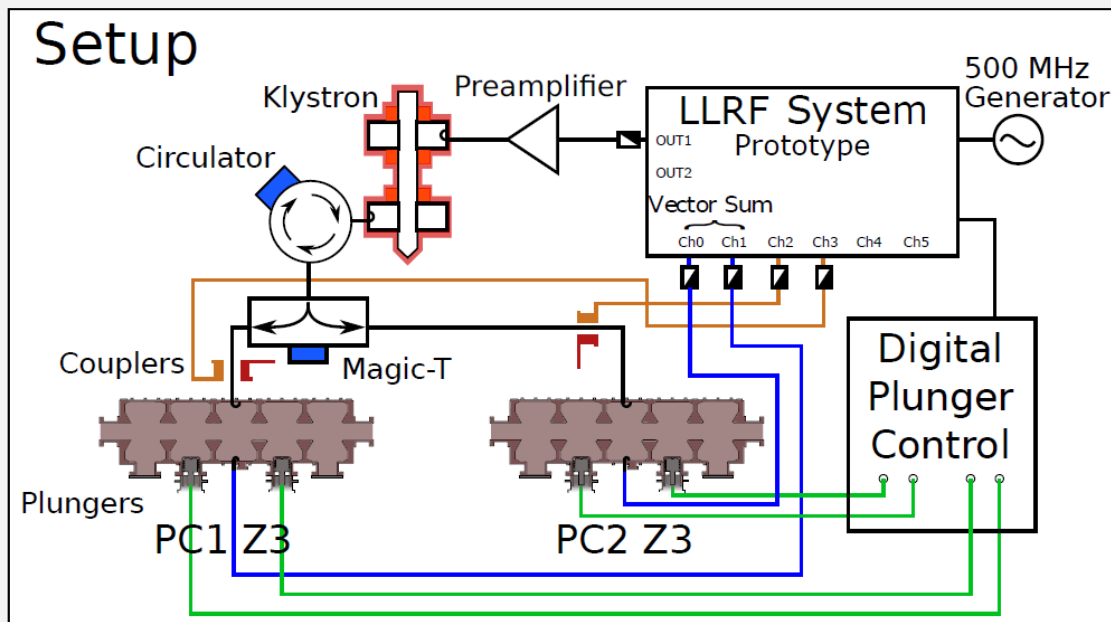 Setup
Klystron
Preamplifier
500 MHz
Generator
LLRF System
Prototype
Circulator
OUT1
OUT2
Vector Sum
Ch0 Ch1 Ch2 Ch3 Ch4 Ch5
Couplers
Magic-T
Digital
Plunger
Control
Plungers
PC1 Z3
PC2 Z3